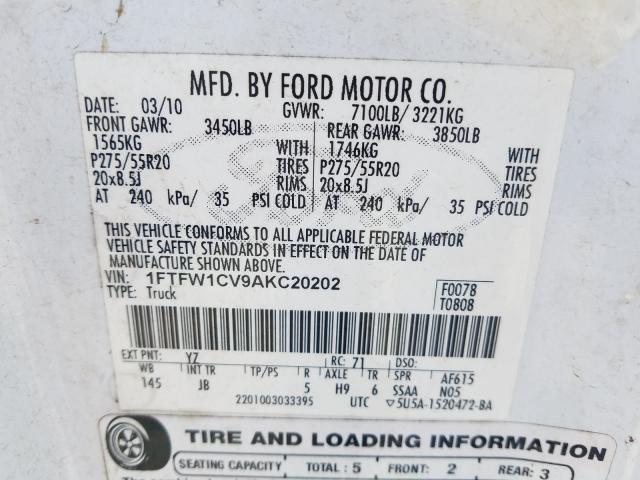 MFD. BY FORD MOTOR CO.
DATE: 03/10 GVWR: 7100LB/ 3221KG
FRONT GAWR: 3450LB REAR GAWR: 3850LB
1565KG WITH 1746KG WITH
P275/55R20 TIRES P275/55R20 TIRES
20x8.5J RIMS 20x8.5J RIMS
AT 240 kPa/ 35 PSI COLD AT 240 kPa/ 35 PSI COLD
Ford
THIS VEHICLE CONFORMS TO ALL APPLICABLE FEDERAL MOTOR
VEHICLE SAFETY STANDARDS IN EFFECT ON THE DATE OF
MANUFACTURE SHOWN ABOVE.
VIN: 1FTFW1CV9AKC20202 F0078
TYPE: Truck T0808
EXT PNT: YZ RC: 71 DSO:
WB INT TR TP/PS R AXLE TR SPR AF615
145 JB 5 H9 6 SSAA N05
2201003033395 UTC ▽5U5A-1520472-BA
TIRE AND LOADING INFORMATION
SEATING CAPACITY TOTAL : 5 FRONT: 2 REAR: 3